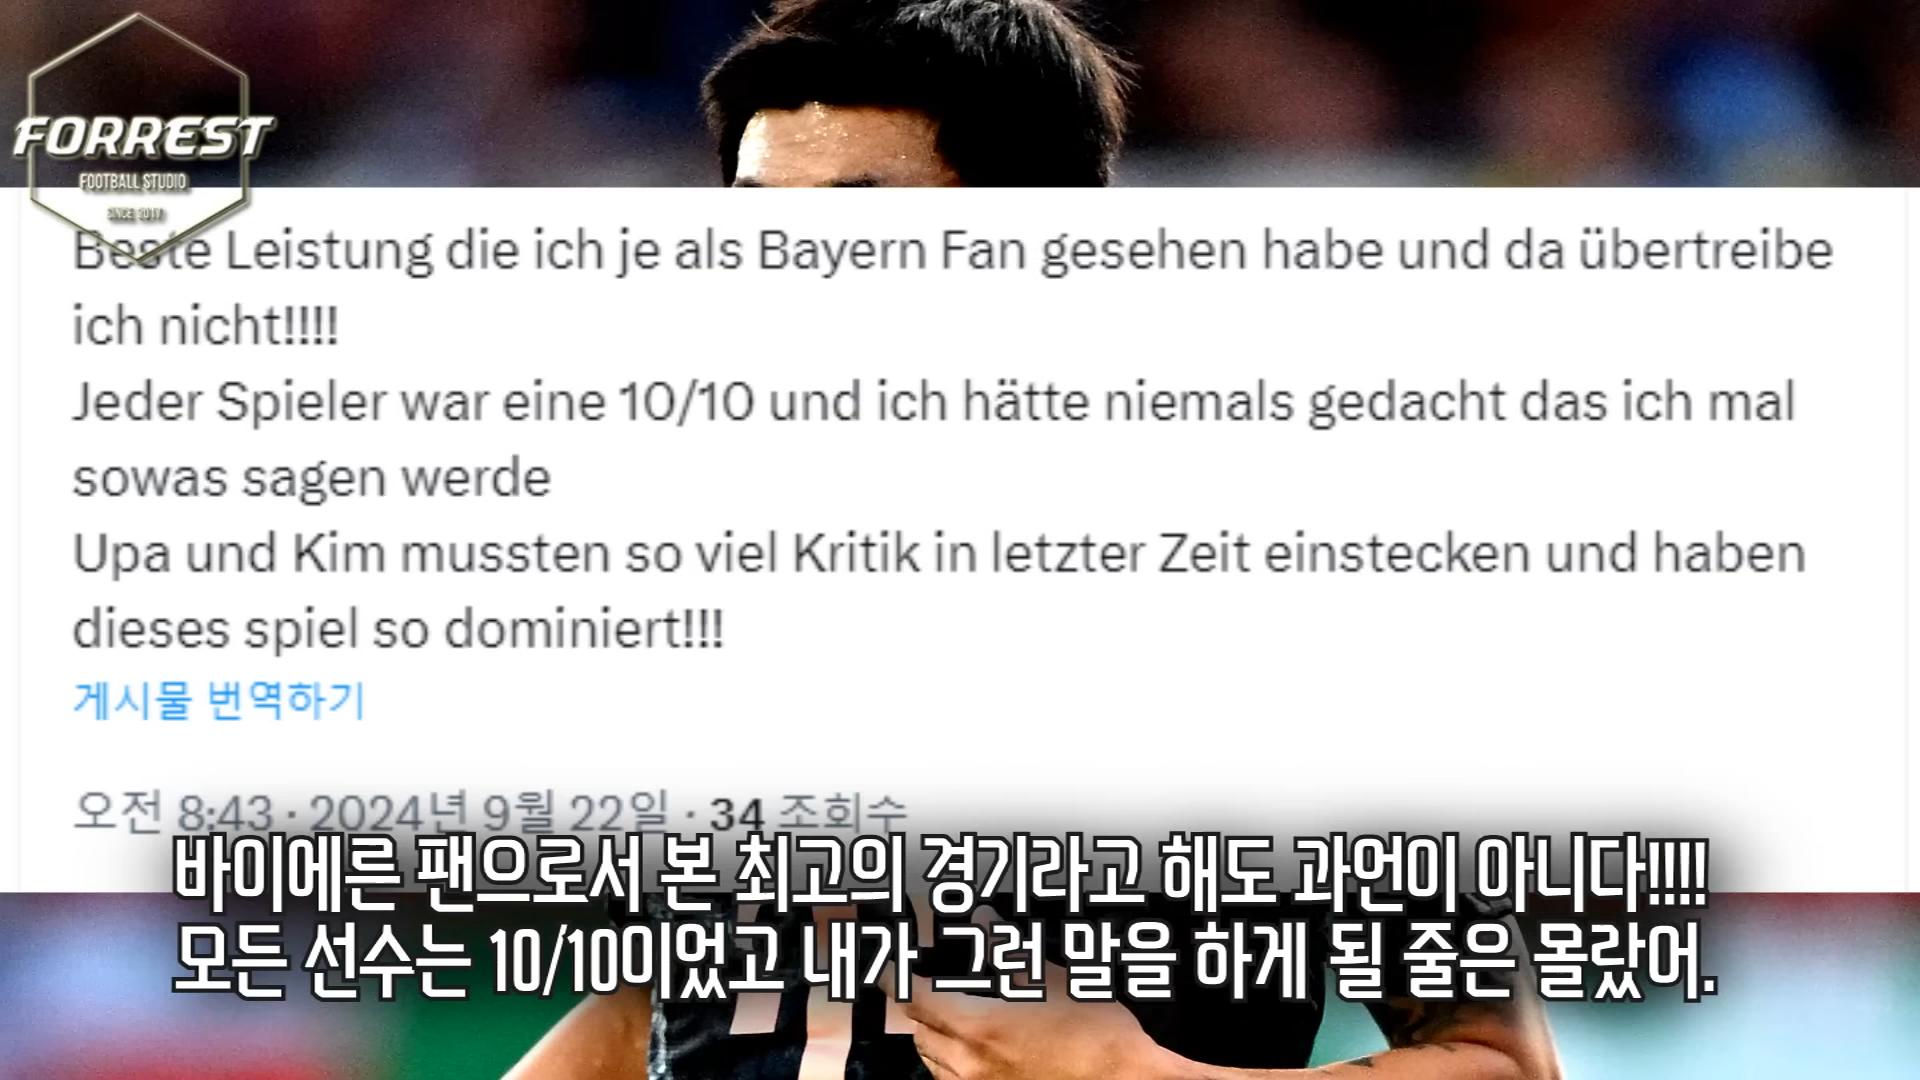 FORREST
FOOTBALL STUDIO
SINCE 2017
Beste Leistung die ich je als Bayern Fan gesehen habe und da übertreibe
ich nicht!!!!
Jeder Spieler war eine 10/10 und ich hätte niemals gedacht das ich mal
sowas sagen werde
Upa und Kim mussten so viel Kritik in letzter Zeit einstecken und haben
dieses spiel so dominiert!!!
게시물 번역하기
오전 8:43 · 2024년 9월 22일 · 34 조회수
바이에른 팬으로서 본 최고의 경기라고 해도 과언이 아니다!!!!
모든 선수는 10/10이었고 내가 그런 말을 하게 될 줄은 몰랐어.